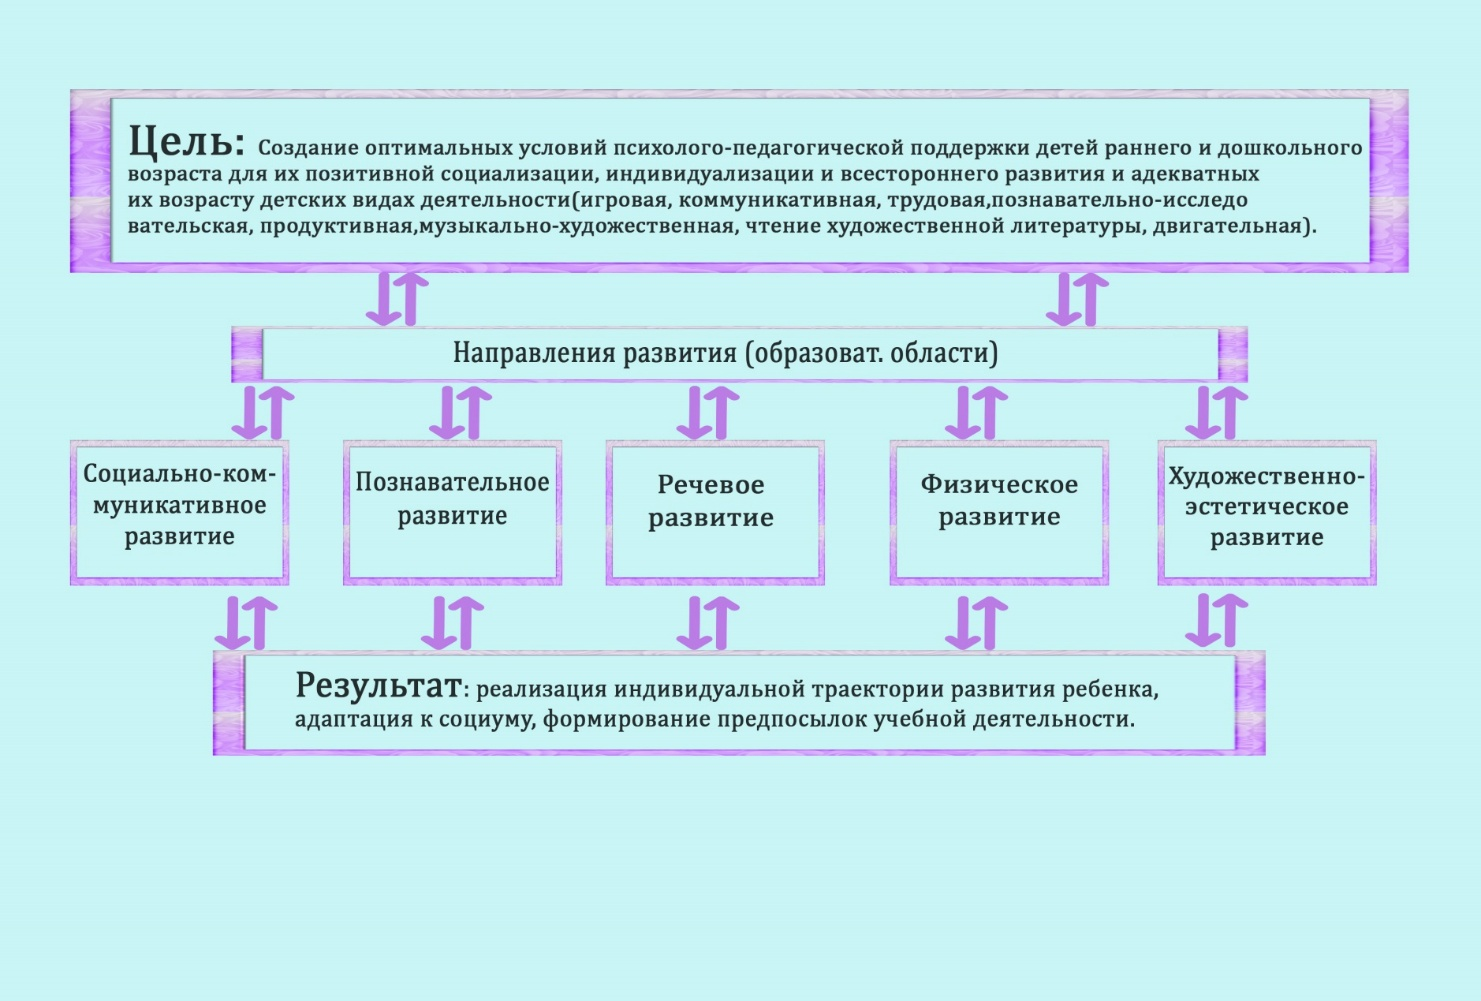 Цель: Создание оптимальных условий психолого-педагогической поддержки детей раннего и дошкольного
возраста для их позитивной социализации, индивидуализации и всестороннего развития и адекватных
их возрасту детских видах деятельности(игровая, коммуникативная, трудовая,познавательно-исследо
вательская, продуктивная,музыкально-художественная, чтение художественной литературы, двигательная).
Направления развития (образоват. области)
Социально-ком-
муникативное
развитие
Познавательное
развитие
Речевое
развитие
Физическое
развитие
Художественно-
эстетическое
развитие
Результат: реализация индивидуальной траектории развития ребенка,
адаптация к социуму, формирование предпосылок учебной деятельности.